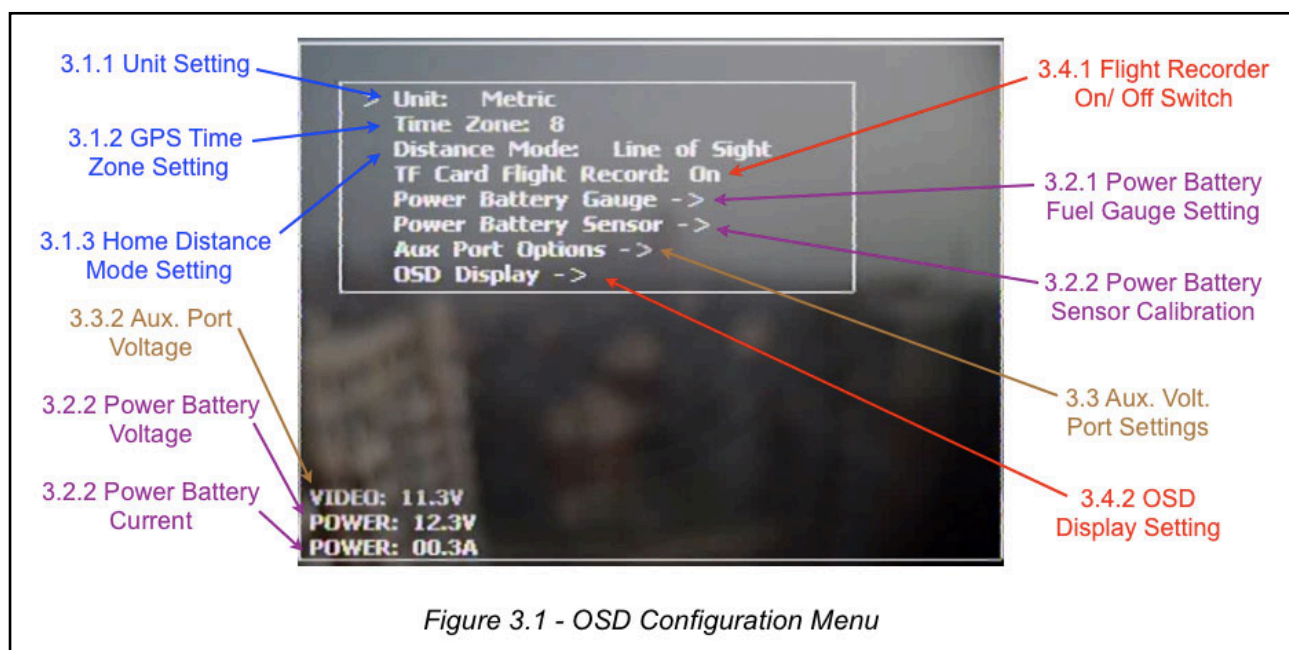 3.1.1 Unit Setting
3.1.2 GPS Time
Zone Setting
3.1.3 Home Distance
Mode Setting
3.3.2 Aux. Port
Voltage
3.2.2 Power Battery
Voltage
3.2.2 Power Battery
Current
> Unit: Metric
Time Zone: 8
Distance Mode: Line of Sight
TF Card Flight Record: On
Power Battery Gauge ->
Power Battery Sensor ->
Aux Port Options ->
OSD Display ->
VIDEO: 11.3V
POWER: 12.3V
POWER: 00.3A
3.4.1 Flight Recorder
On/ Off Switch
3.2.1 Power Battery
Fuel Gauge Setting
3.2.2 Power Battery
Sensor Calibration
3.3 Aux. Volt.
Port Settings
3.4.2 OSD
Display Setting
Figure 3.1 - OSD Configuration Menu